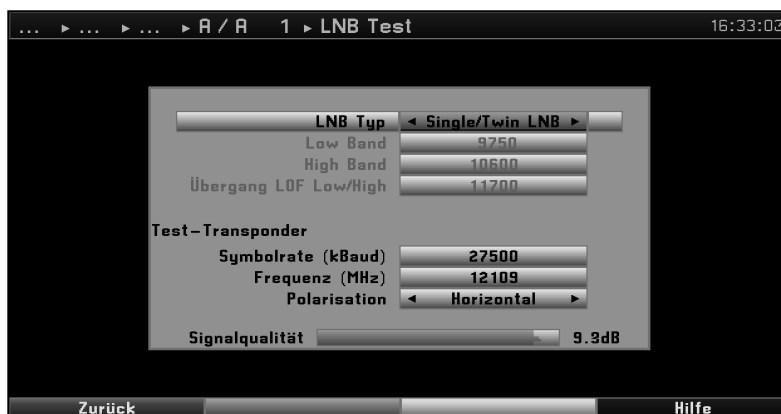 ... ► ... ► ... ► A / A 1 ► LNB Test 16:33:03
LNB Typ ◄ Single/Twin LNB ►
Low Band 9750
High Band 10600
Übergang LOF Low/High 11700
Test-Transponder
Symbolrate (kBaud) 27500
Frequenz (MHz) 12109
Polarisation ◄ Horizontal ►
Signalqualität 9.3dB
Zurück Hilfe